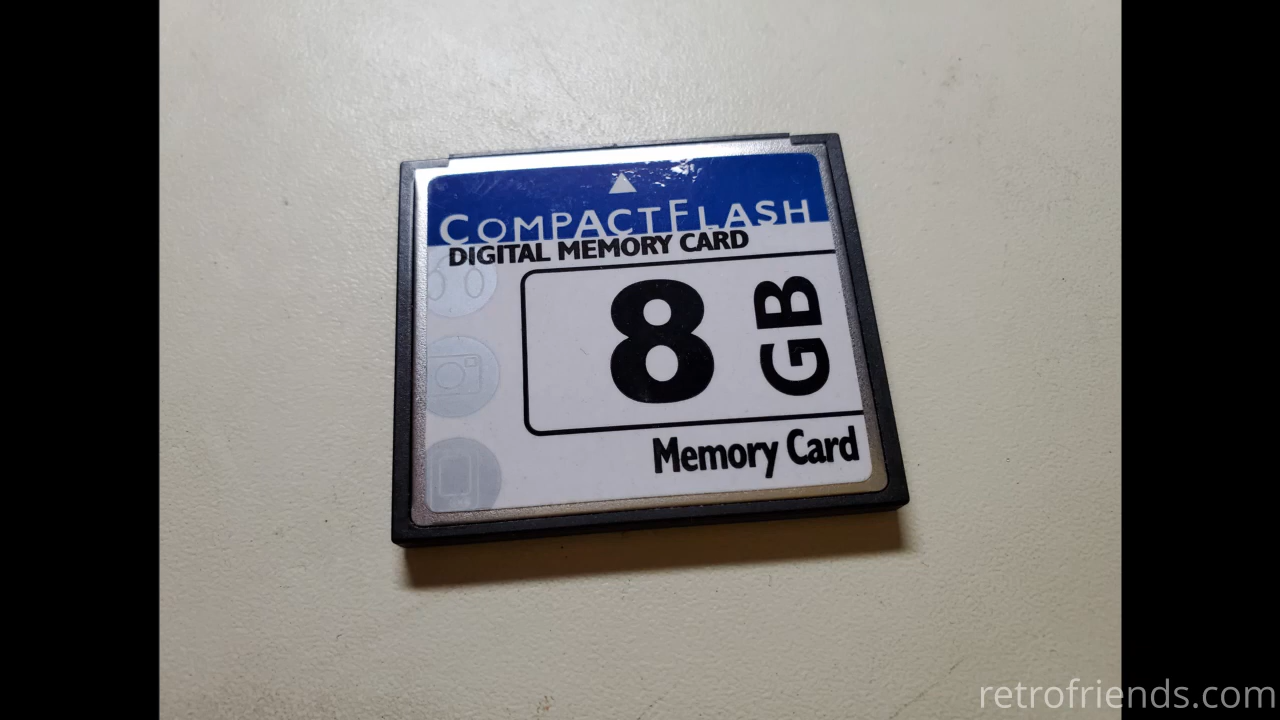 COMPACTFLASH
DIGITAL MEMORY CARD
8 GB
Memory Card
retrofriends.com